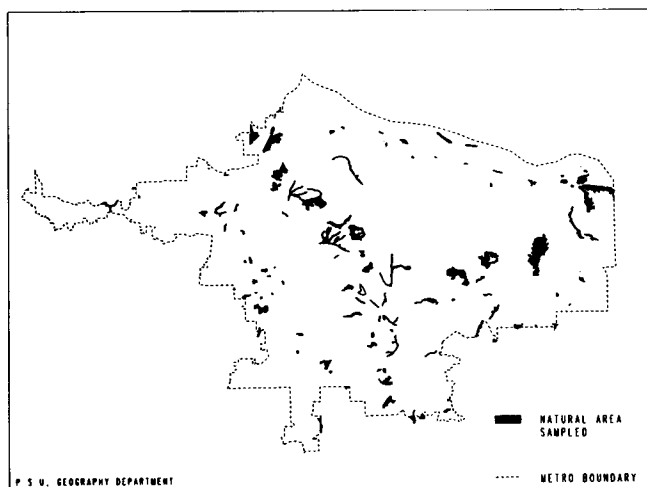 NATURAL AREA
SAMPLED
P S U. GEOGRAPHY DEPARTMENT
METRO BOUNDARY